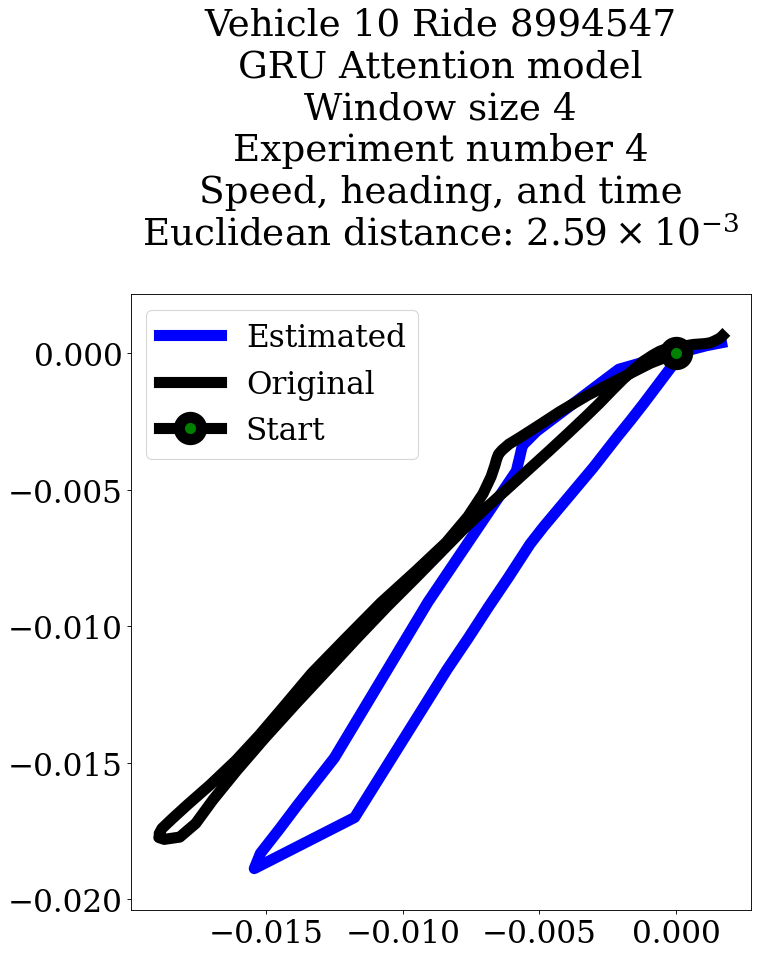 Vehicle 10 Ride 8994547
GRU Attention model
Window size 4
Experiment number 4
Speed, heading, and time
Euclidean distance: 2.59 × 10⁻³
Estimated
Original
Start
0.000
−0.005
−0.010
−0.015
−0.020
−0.015 −0.010 −0.005 0.000